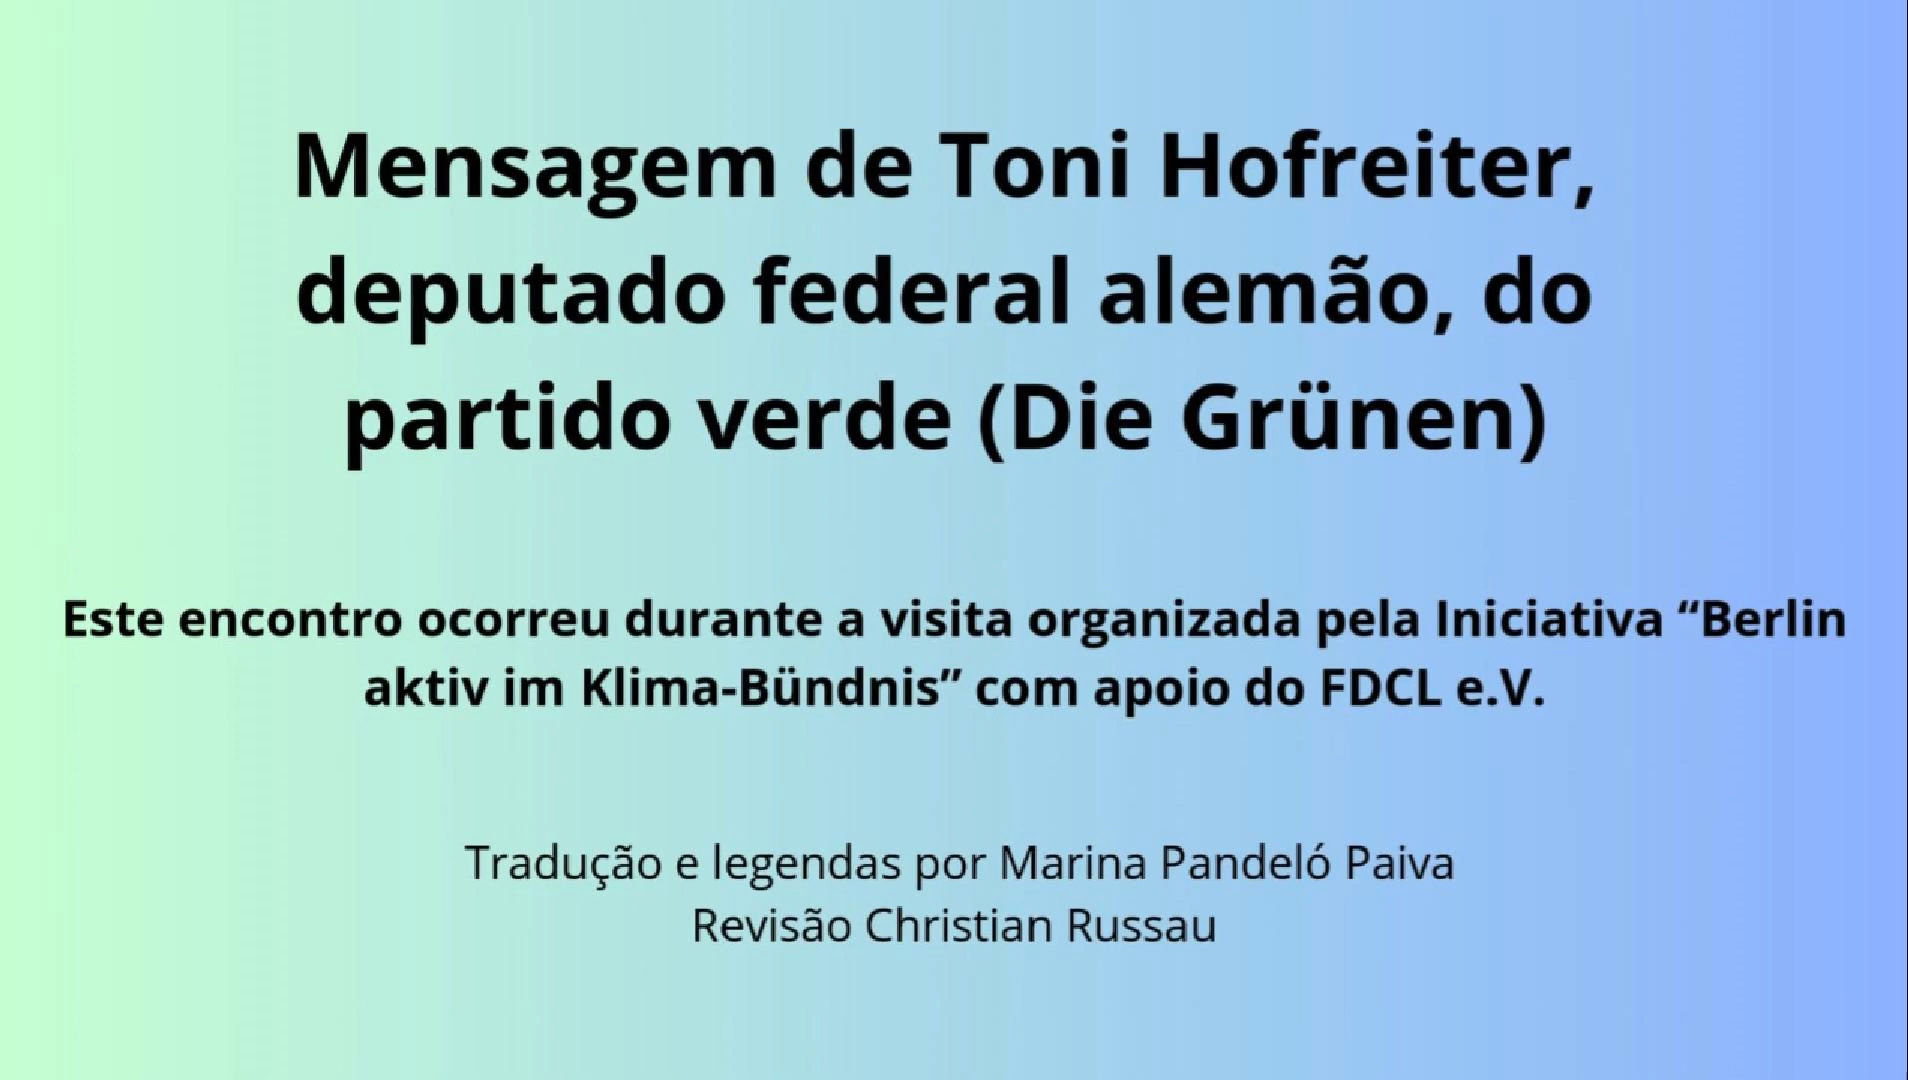 Mensagem de Toni Hofreiter,
deputado federal alemão, do
partido verde (Die Grünen)
Este encontro ocorreu durante a visita organizada pela Iniciativa “Berlin
aktiv im Klima-Bündnis” com apoio do FDCL e.V.
Tradução e legendas por Marina Pandeló Paiva
Revisão Christian Russau